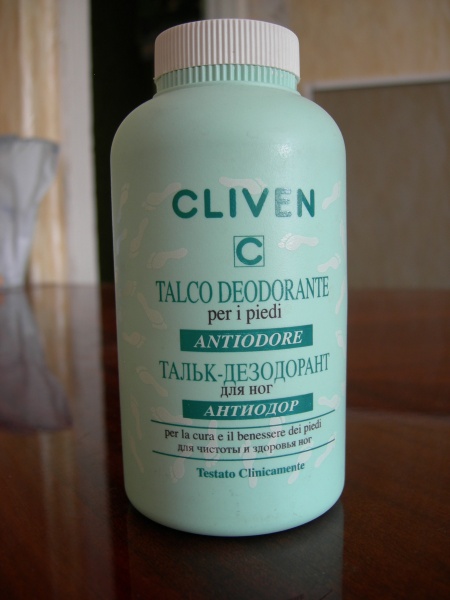 CLIVEN
C
TALCO DEODORANTE
per i piedi
ANTIODORE
ТАЛЬК-ДЕЗОДОРАНТ
для ног
АНТИОДОР
per la cura e il benessere dei piedi
для чистоты и здоровья ног
Testato Clinicamente